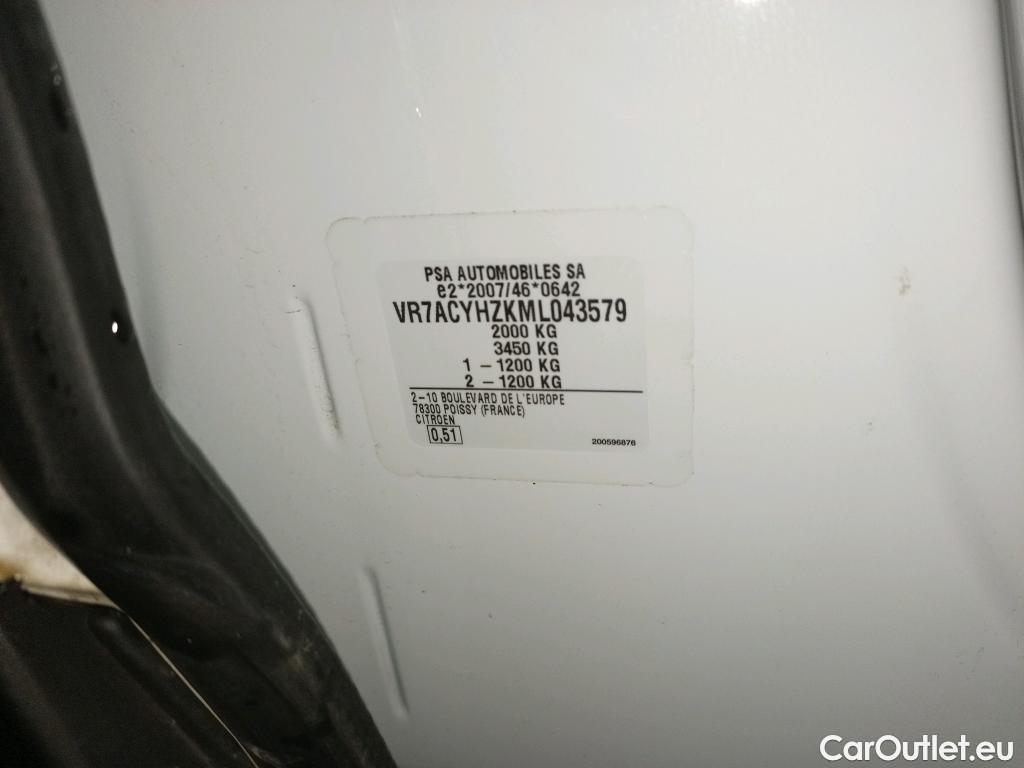 PSA AUTOMOBILES SA
e2*2007/46*0642
VR7ACYHZKML043579
2000 KG
3450 KG
1 - 1200 KG
2 - 1200 KG
2-10 BOULEVARD DE L'EUROPE
78300 POISSY (FRANCE)
CITROEN
0,51
200596876
CarOutlet.eu